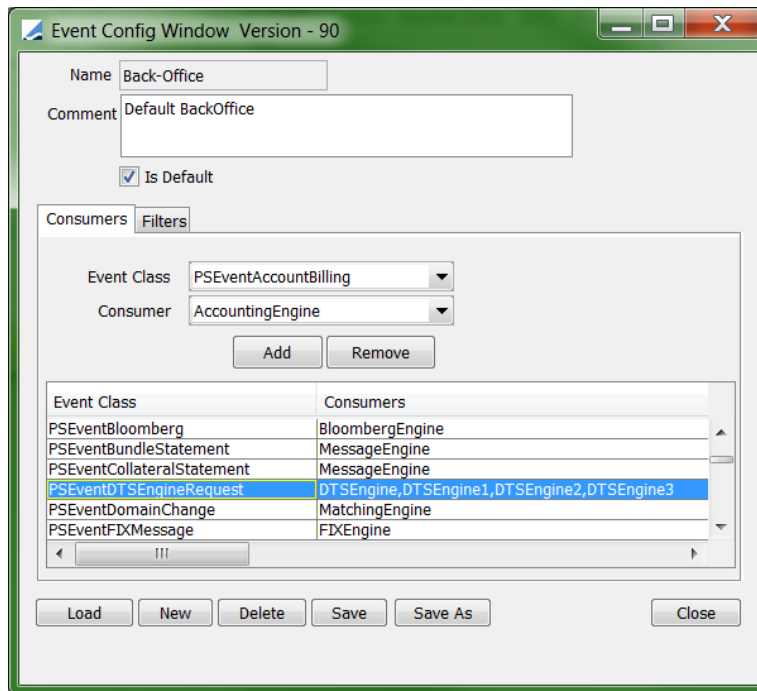 Event Config Window Version - 90
Name Back-Office
Comment Default BackOffice
Is Default
Consumers Filters
Event Class PSEventAccountBilling
Consumer AccountingEngine
Add Remove
Event Class Consumers
PSEventBloomberg BloombergEngine
PSEventBundleStatement MessageEngine
PSEventCollateralStatement MessageEngine
PSEventDTSEngineRequest DTSEngine,DTSEngine1,DTSEngine2,DTSEngine3
PSEventDomainChange MatchingEngine
PSEventFIXMessage FIXEngine
Load New Delete Save Save As Close